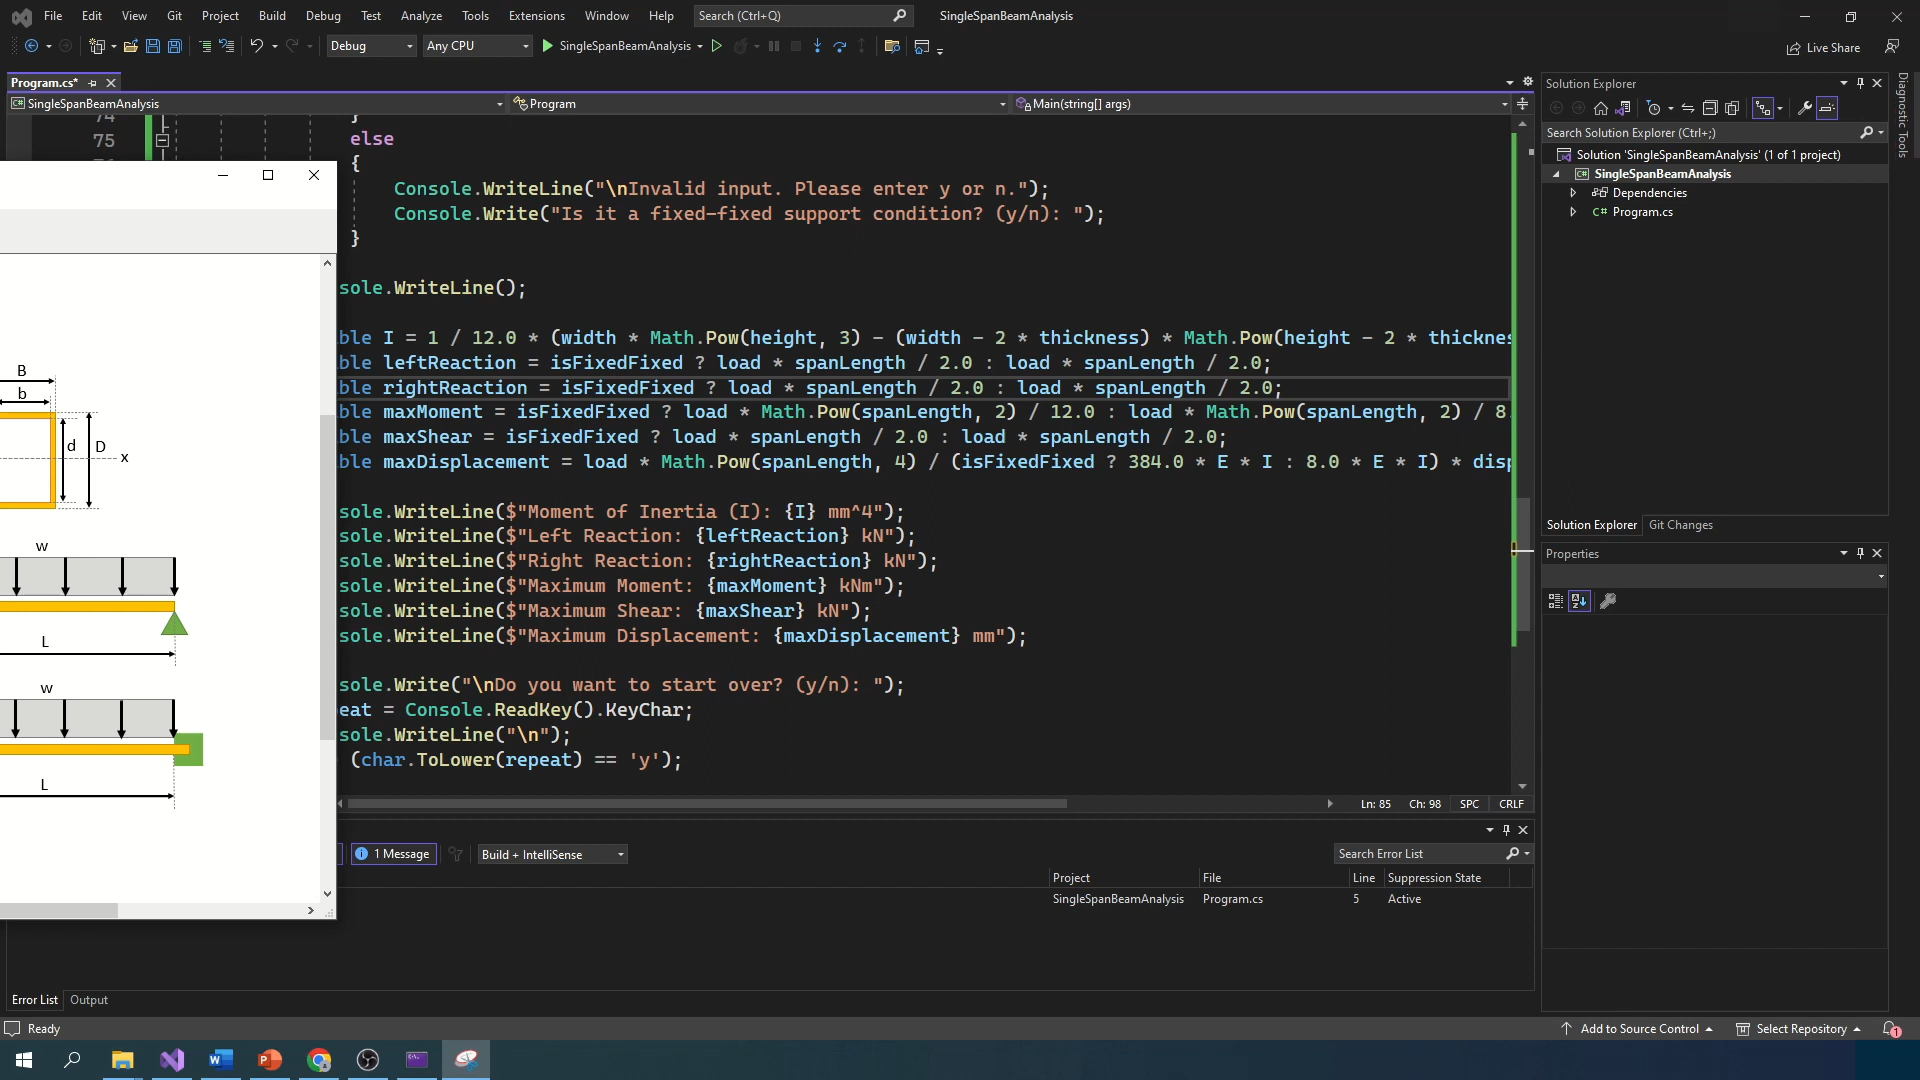 File Edit View Git Project Build Debug Test Analyze Tools Extensions Window Help Search (Ctrl+Q) SingleSpanBeamAnalysis
Debug Any CPU SingleSpanBeamAnalysis Live Share
Program.cs*
SingleSpanBeamAnalysis Program Main(string[] args)
74 }
75 else
{
Console.WriteLine("\nInvalid input. Please enter y or n.");
Console.Write("Is it a fixed-fixed support condition? (y/n): ");
}
sole.WriteLine();
ble I = 1 / 12.0 * (width * Math.Pow(height, 3) - (width - 2 * thickness) * Math.Pow(height - 2 * thicknes
ble leftReaction = isFixedFixed ? load * spanLength / 2.0 : load * spanLength / 2.0;
ble rightReaction = isFixedFixed ? load * spanLength / 2.0 : load * spanLength / 2.0;
ble maxMoment = isFixedFixed ? load * Math.Pow(spanLength, 2) / 12.0 : load * Math.Pow(spanLength, 2) / 8.
ble maxShear = isFixedFixed ? load * spanLength / 2.0 : load * spanLength / 2.0;
ble maxDisplacement = load * Math.Pow(spanLength, 4) / (isFixedFixed ? 384.0 * E * I : 8.0 * E * I) * disp
sole.WriteLine($"Moment of Inertia (I): {I} mm^4");
sole.WriteLine($"Left Reaction: {leftReaction} kN");
sole.WriteLine($"Right Reaction: {rightReaction} kN");
sole.WriteLine($"Maximum Moment: {maxMoment} kNm");
sole.WriteLine($"Maximum Shear: {maxShear} kN");
sole.WriteLine($"Maximum Displacement: {maxDisplacement} mm");
sole.Write("\nDo you want to start over? (y/n): ");
eat = Console.ReadKey().KeyChar;
sole.WriteLine("\n");
(char.ToLower(repeat) == 'y');
B
b
d D x
w
L
w
L
Ln: 85 Ch: 98 SPC CRLF
1 Message Build + IntelliSense Search Error List
Project File Line Suppression State
SingleSpanBeamAnalysis Program.cs 5 Active
Error List Output
Solution Explorer
Search Solution Explorer (Ctrl+;)
Solution 'SingleSpanBeamAnalysis' (1 of 1 project)
SingleSpanBeamAnalysis
Dependencies
C# Program.cs
Solution Explorer Git Changes
Properties
Diagnostic Tools
Ready Add to Source Control Select Repository 1